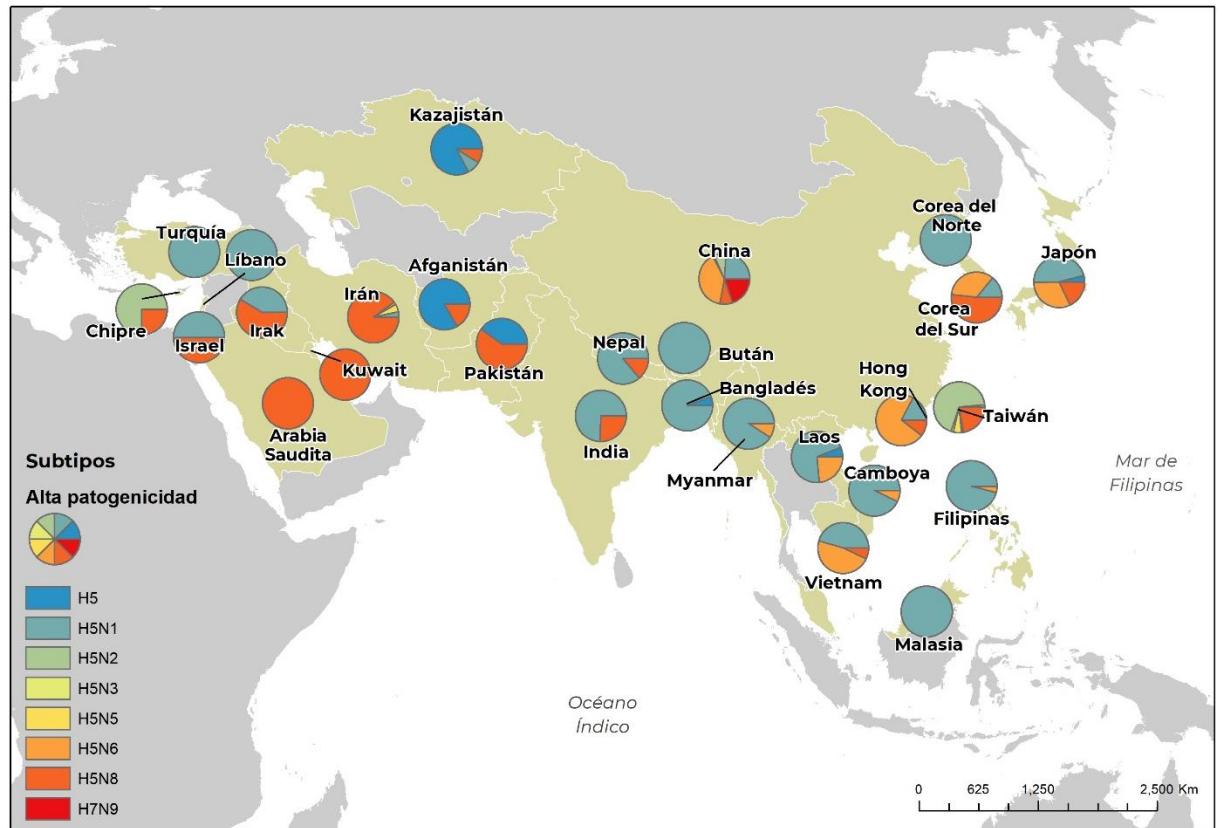 Kazajistán
Turquía
Líbano
Chipre
Israel
Irak
Irán
Kuwait
Arabia
Saudita
Afganistán
Pakistán
Nepal
India
Bután
Bangladés
Myanmar
China
Corea del
Norte
Corea
del Sur
Japón
Hong
Kong
Taiwán
Laos
Camboya
Vietnam
Filipinas
Malasia
Mar de
Filipinas
Océano
Índico
Subtipos
Alta patogenicidad
H5
H5N1
H5N2
H5N3
H5N5
H5N6
H5N8
H7N9
0 625 1,250 2,500 Km